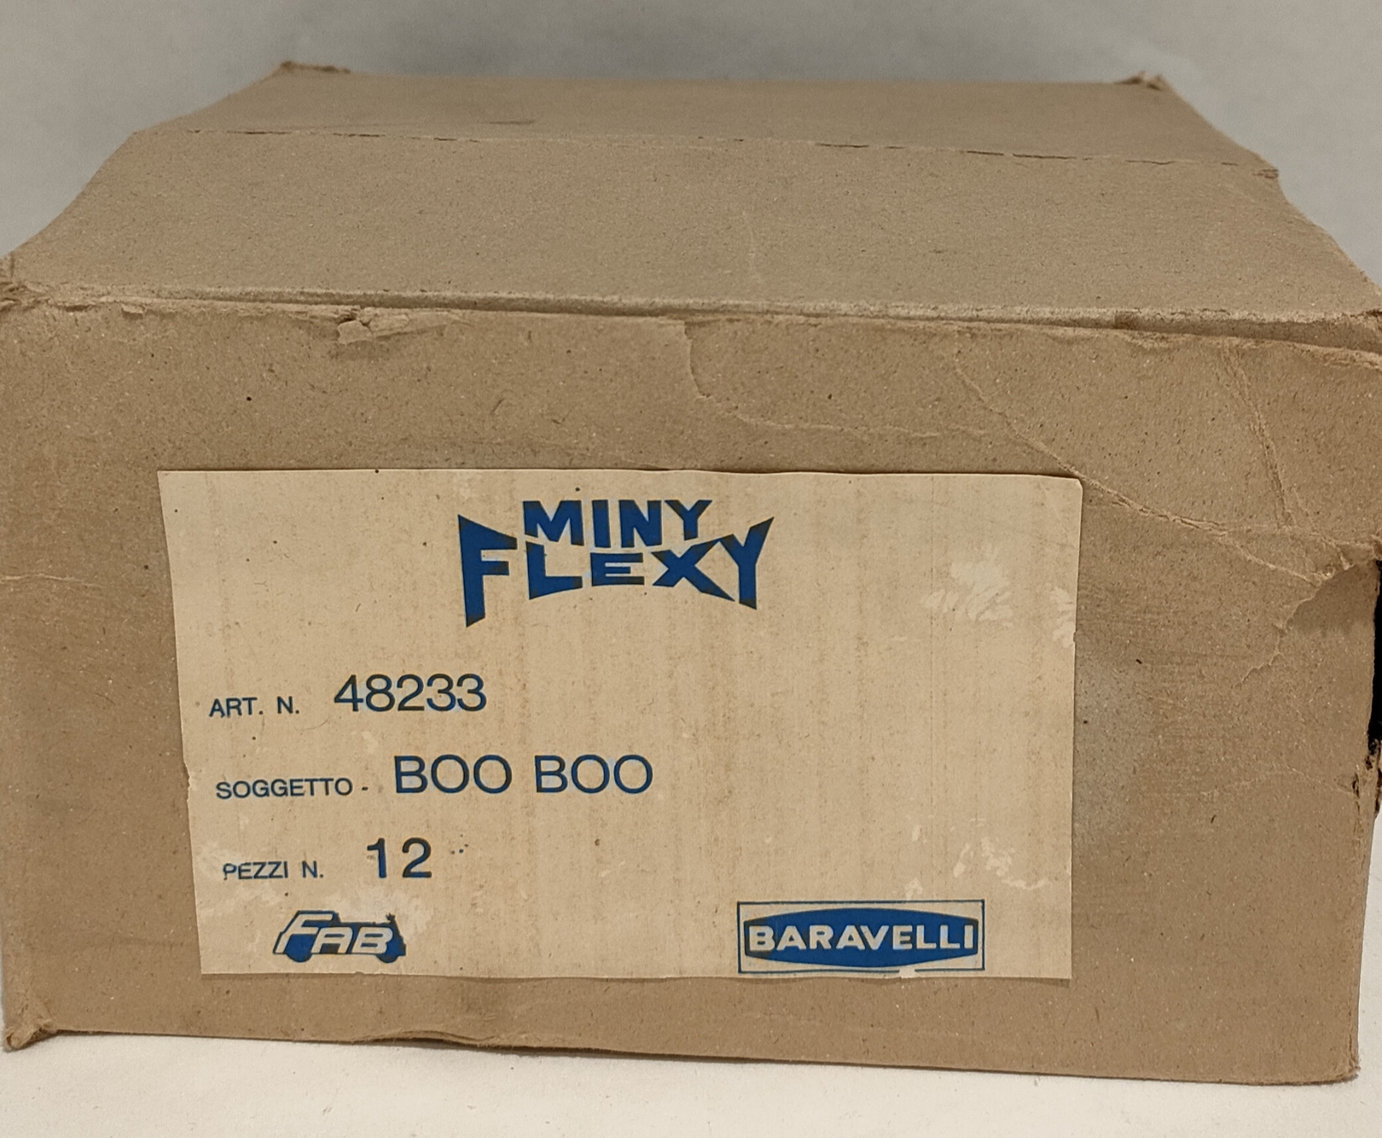 MINY
FLEXY
ART. N. 48233
SOGGETTO - BOO BOO
PEZZI N. 12
FAB
BARAVELLI